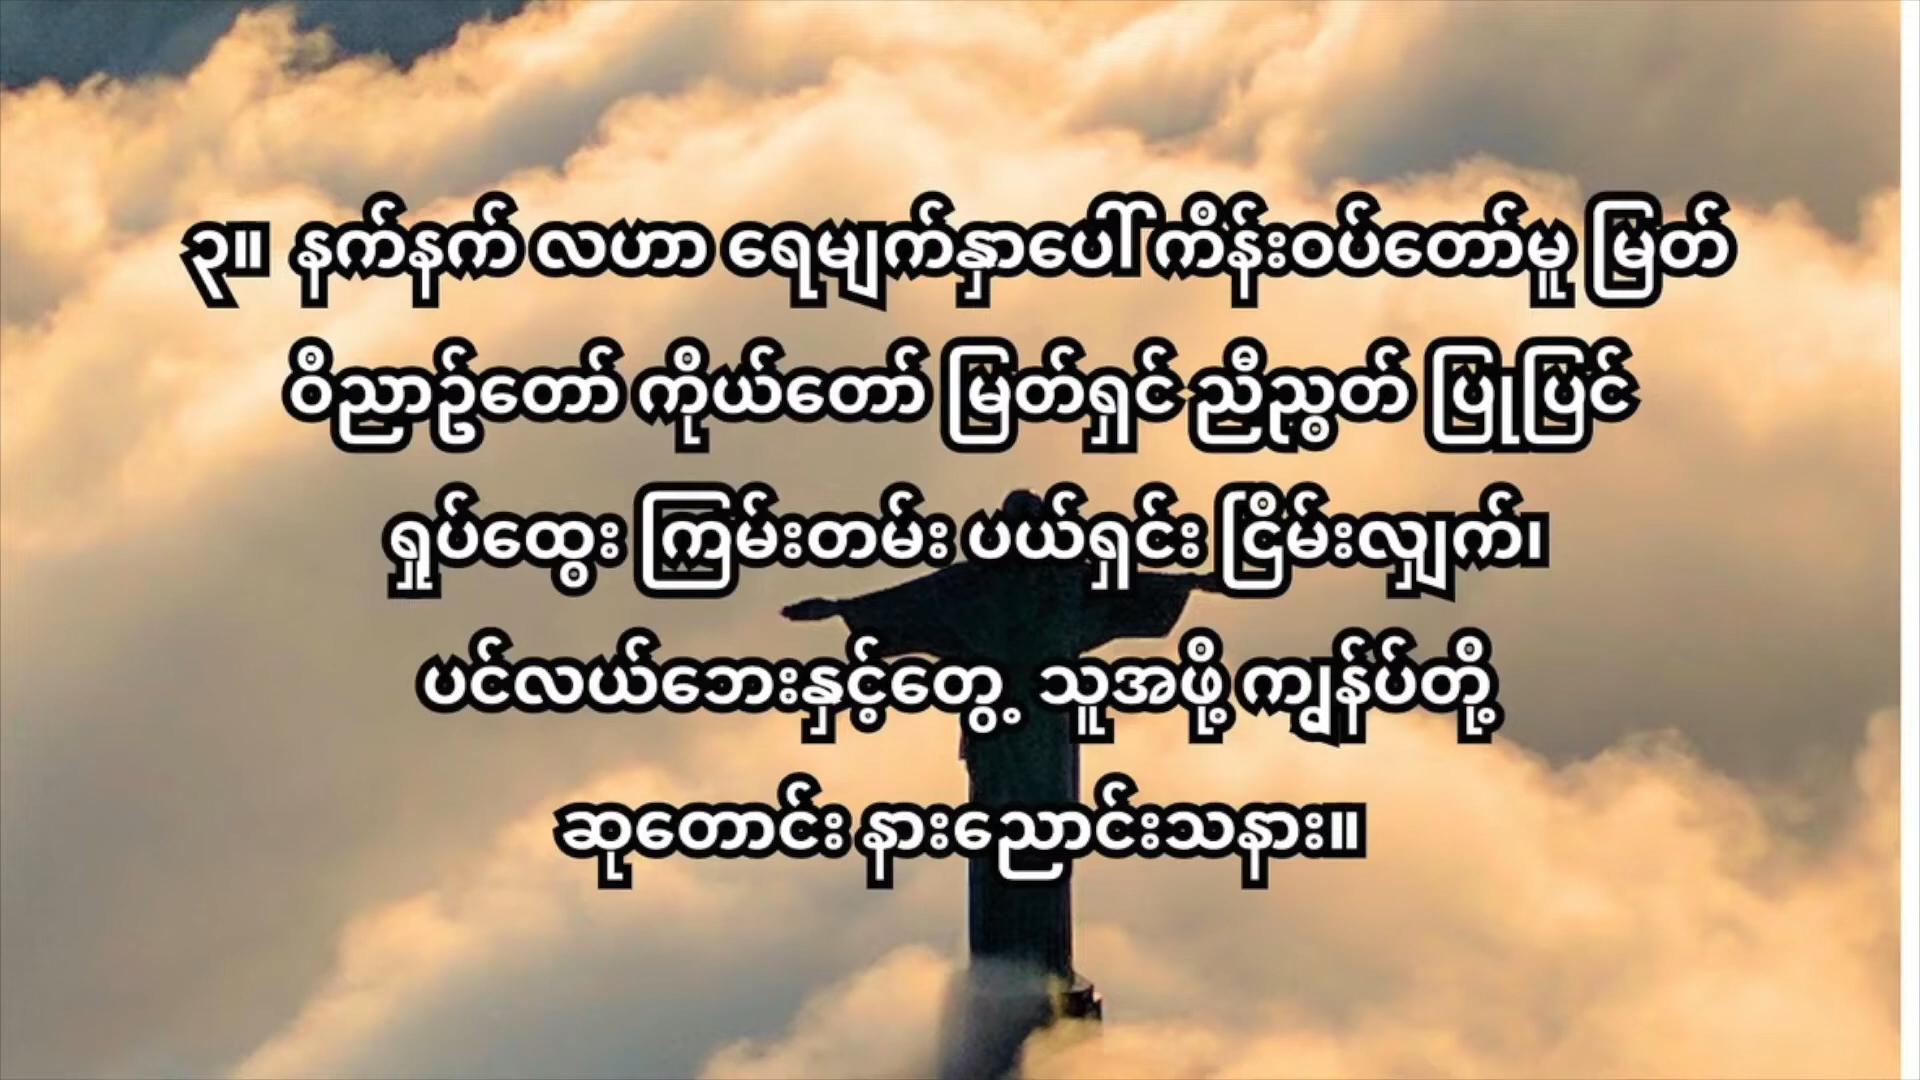 ၃။ နက်နက် လဟာ ရေမျက်နှာပေါ် ကိန်းဝပ်တော်မူ မြတ်
ဝိညာဥ်တော် ကိုယ်တော် မြတ်ရှင် ညီညွတ် ပြုပြင်
ရှုပ်ထွေး ကြမ်းတမ်း ပယ်ရှင်း ငြိမ်းလျှက်၊
ပင်လယ်ဘေးနှင့်တွေ့ သူအဖို့ ကျွန်ုပ်တို့
ဆုတောင်း နားညောင်းသနား။